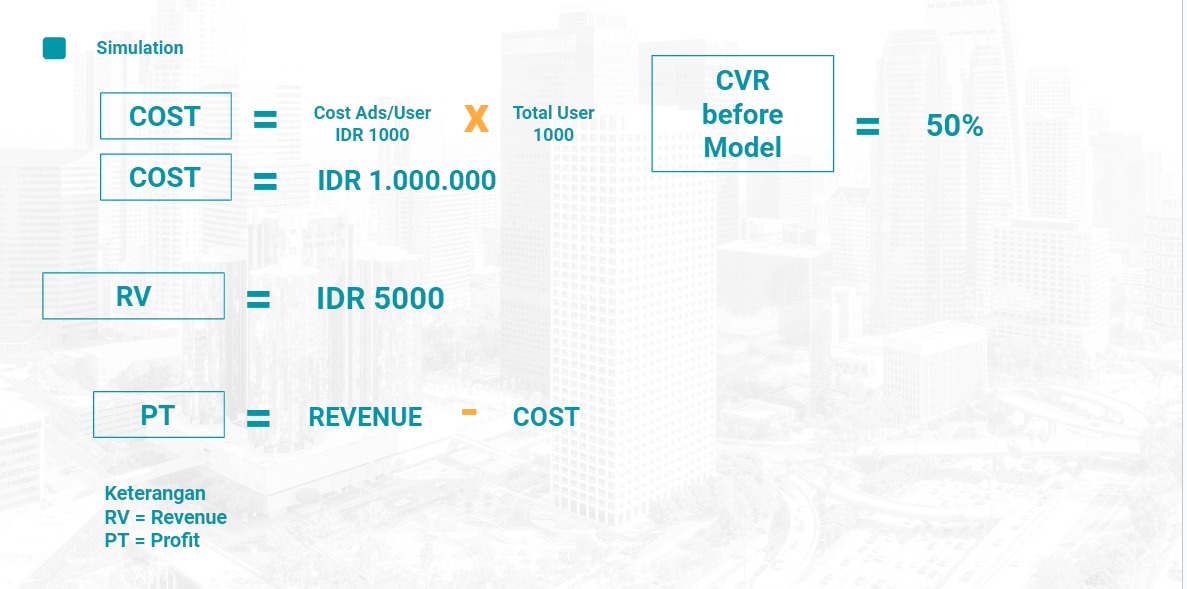 Simulation
COST = Cost Ads/User IDR 1000 X Total User 1000
COST = IDR 1.000.000
CVR
before
Model
= 50%
RV = IDR 5000
PT = REVENUE - COST
Keterangan
RV = Revenue
PT = Profit